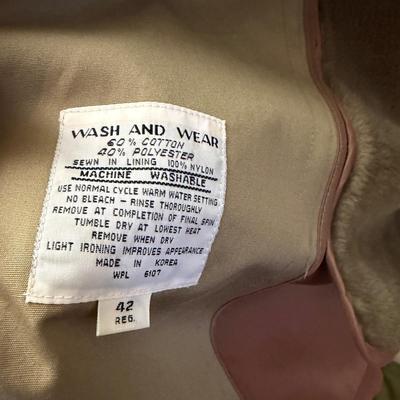 WASH AND WEAR
60% COTTON
40% POLYESTER
SEWN IN LINING 100% NYLON
MACHINE WASHABLE
USE NORMAL CYCLE WARM WATER SETTING
NO BLEACH - RINSE THOROUGHLY
REMOVE AT COMPLETION OF FINAL SPIN
TUMBLE DRY AT LOWEST HEAT
REMOVE WHEN DRY
LIGHT IRONING IMPROVES APPEARANCE
MADE IN KOREA
WPL 6107
42
REG.